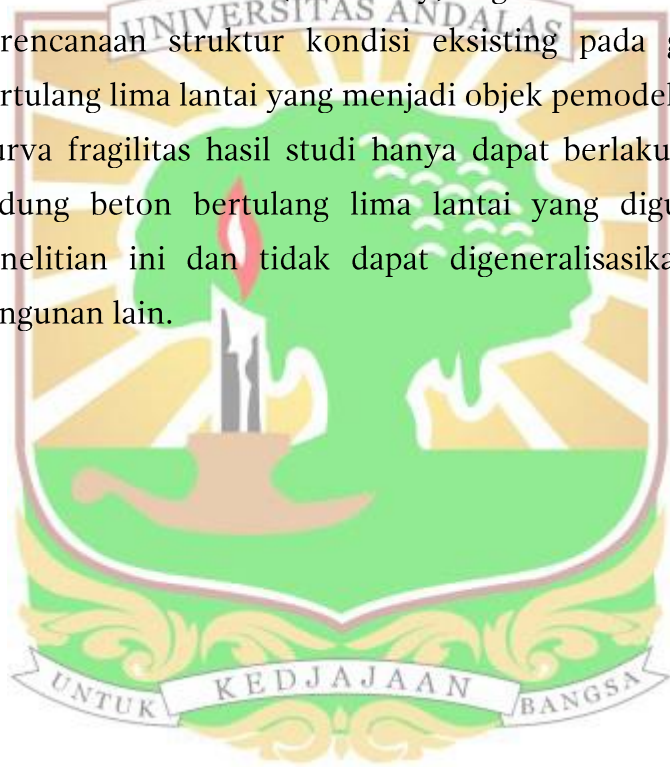 UNIVERSITAS ANDALAS
rencanaan struktur kondisi eksisting pada
rtulang lima lantai yang menjadi objek pemodel
urva fragilitas hasil studi hanya dapat berlaku
dung beton bertulang lima lantai yang digu
nelitian ini dan tidak dapat digeneralisasika
ngunan lain.
UNTUK KEDJAJAAN BANGSA